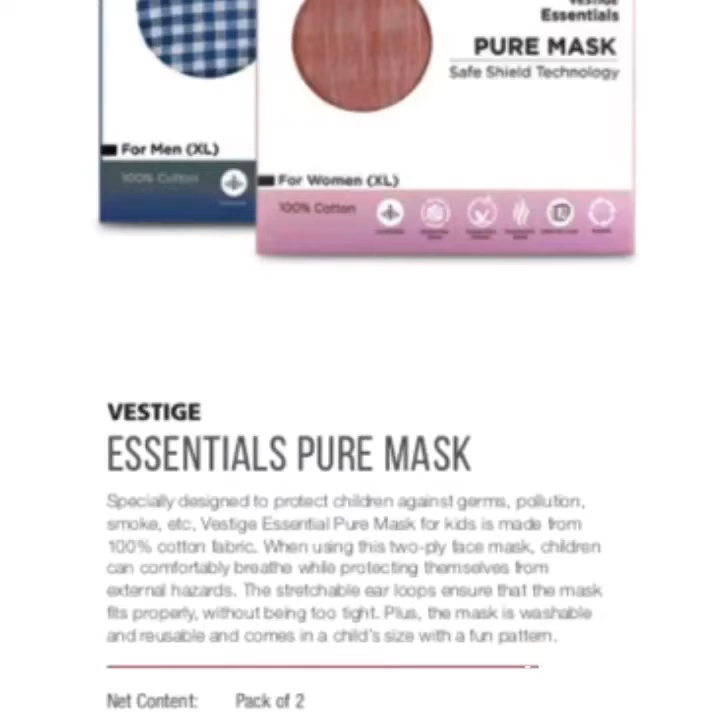 VESTIGE
Essentials
PURE MASK
Safe Shield Technology
For Men (XL)
100% Cotton
For Women (XL)
100% Cotton
VESTIGE
ESSENTIALS PURE MASK
Specially designed to protect children against germs, pollution,
smoke, etc, Vestige Essential Pure Mask for kids is made from
100% cotton fabric. When using this two-ply face mask, children
can comfortably breathe while protecting themselves from
external hazards. The stretchable ear loops ensure that the mask
fits properly, without being too tight. Plus, the mask is washable
and reusable and comes in a child's size with a fun pattern.
Net Content: Pack of 2